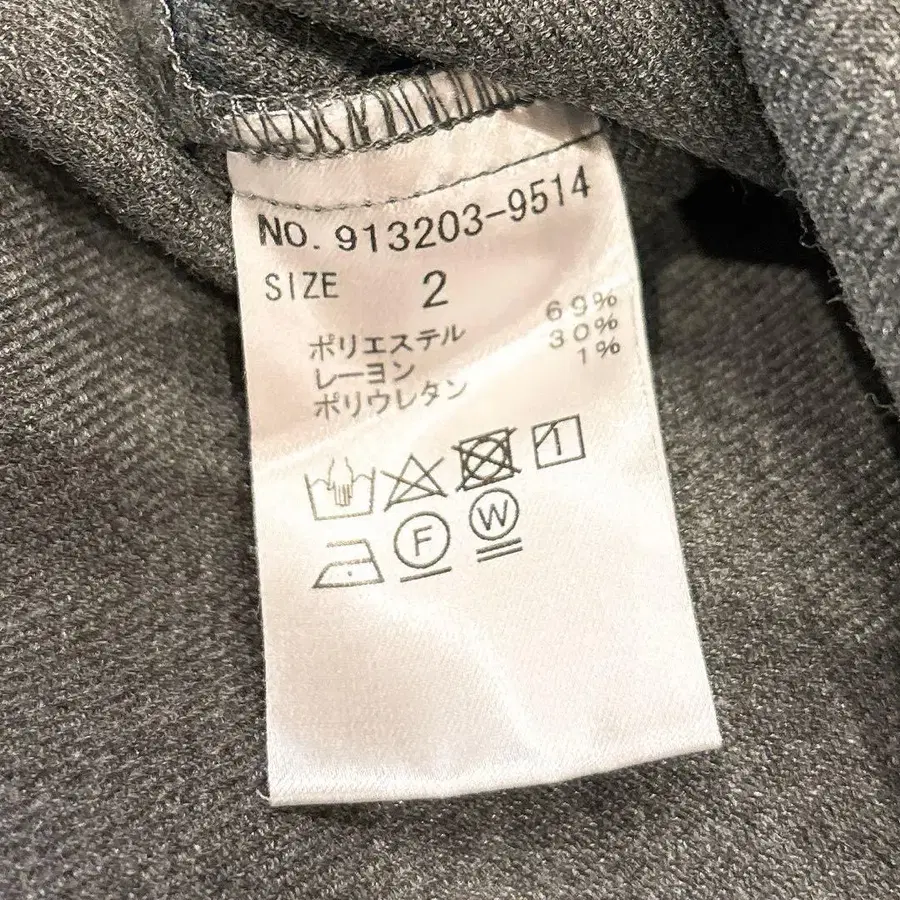 NO. 913203-9514
SIZE 2
ポリエステル 69%
レーヨン 30%
ポリウレタン 1%
F W